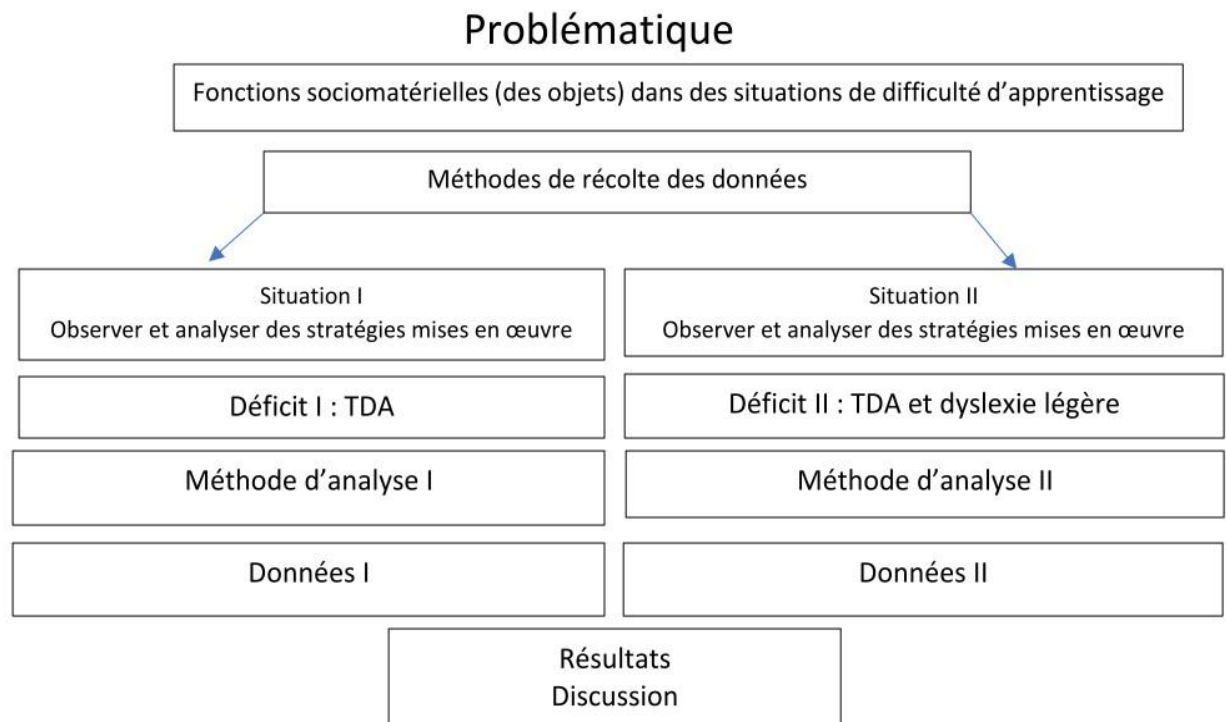 Problématique
Fonctions sociomatérielles (des objets) dans des situations de difficulté d’apprentissage
Méthodes de récolte des données
Situation I
Observer et analyser des stratégies mises en œuvre
Situation II
Observer et analyser des stratégies mises en œuvre
Déficit I : TDA
Déficit II : TDA et dyslexie légère
Méthode d’analyse I
Méthode d’analyse II
Données I
Données II
Résultats
Discussion